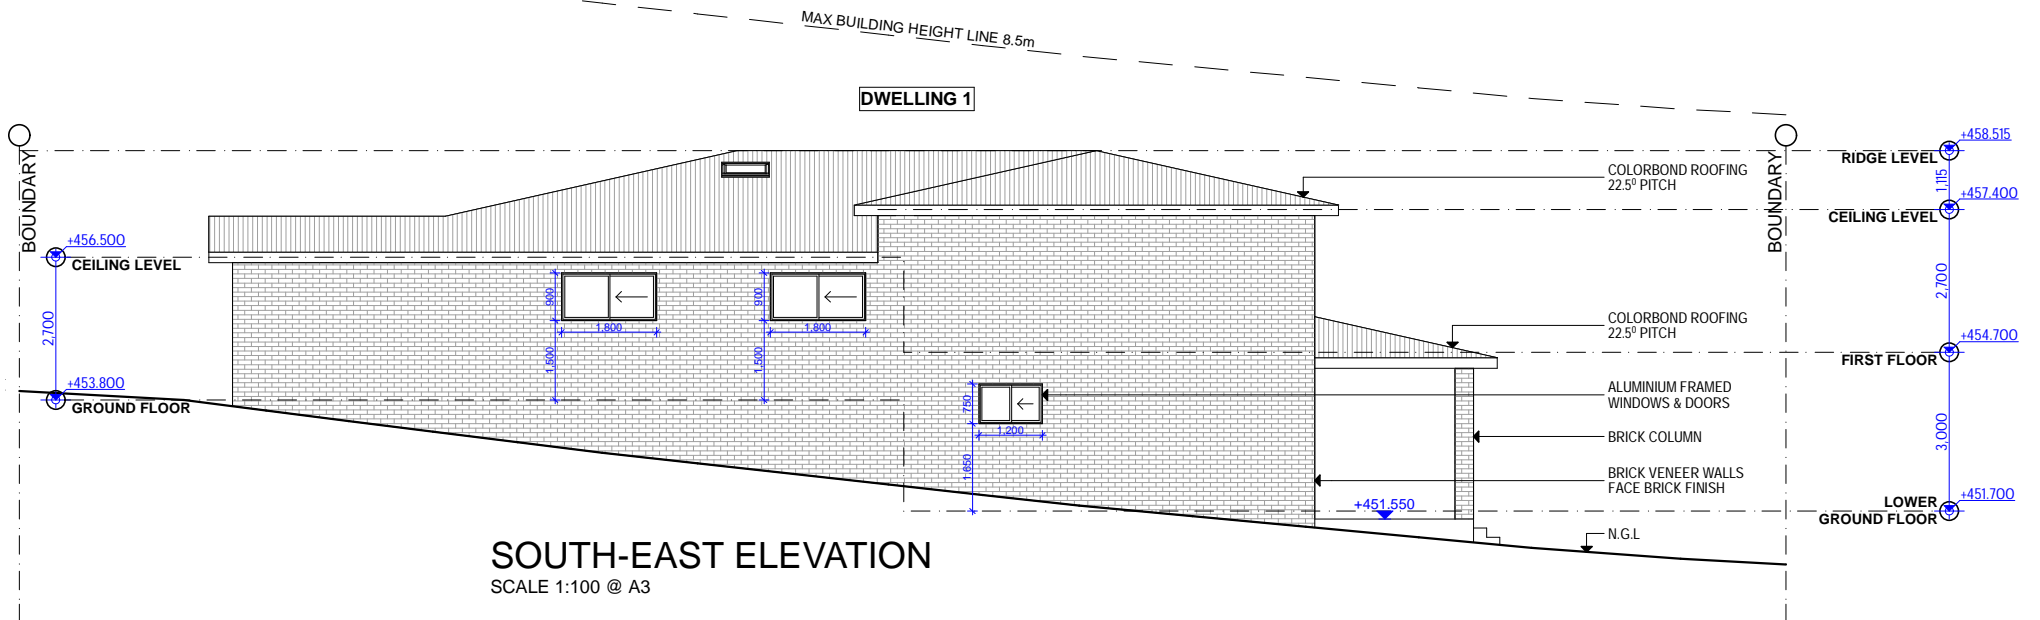 MAX BUILDING HEIGHT LINE 8.5m
DWELLING 1
BOUNDARY
+456.500
CEILING LEVEL
2,700
+453.800
GROUND FLOOR
900
1,800
1,500
900
1,800
1,500
750
1,200
1,650
BOUNDARY
COLORBOND ROOFING
22.5⁰ PITCH
COLORBOND ROOFING
22.5⁰ PITCH
ALUMINIUM FRAMED
WINDOWS & DOORS
BRICK COLUMN
BRICK VENEER WALLS
FACE BRICK FINISH
+451.550
N.G.L
+458.515
RIDGE LEVEL
1,115
+457.400
CEILING LEVEL
2,700
+454.700
FIRST FLOOR
3,000
+451.700
LOWER
GROUND FLOOR
SOUTH-EAST ELEVATION
SCALE 1:100 @ A3